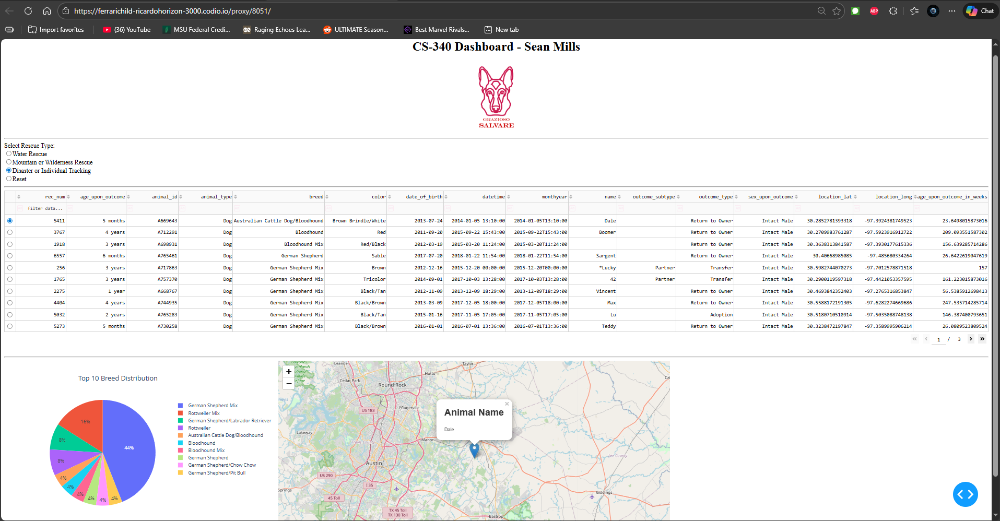 https://ferrarichild-ricardohorizon-3000.codio.io/proxy/8051/
ABP
Chat
Import favorites
(36) YouTube
MSU Federal Credi...
Raging Echoes Lea...
ULTIMATE Season...
Best Marvel Rivals...
New tab
CS-340 Dashboard - Sean Mills
GRAZIOSO
SALVARE
Select Rescue Type:
Water Rescue
Mountain or Wilderness Rescue
Disaster or Individual Tracking
Reset
rec_num age_upon_outcome animal_id animal_type breed color date_of_birth datetime monthyear name outcome_subtype outcome_type sex_upon_outcome location_lat location_long age_upon_outcome_in_weeks
filter data...
5411 5 months A669643 Dog Australian Cattle Dog/Bloodhound Brown Brindle/White 2013-07-24 2014-01-05 13:10:00 2014-01-05T13:10:00 Dale Return to Owner Intact Male 30.2852781393318 -97.3924381749523 23.6498015873016
3767 4 years A712291 Dog Bloodhound Red 2011-09-20 2015-09-22 15:43:00 2015-09-22T15:43:00 Boomer Return to Owner Intact Male 30.2709983761287 -97.5923916912722 209.093551587302
1918 3 years A698931 Dog Bloodhound Mix Red/Black 2012-03-19 2015-03-20 11:24:00 2015-03-20T11:24:00 Return to Owner Intact Male 30.3638313841587 -97.3930177615336 156.639285714286
6557 6 months A765461 Dog German Shepherd Sable 2017-07-20 2018-01-22 11:54:00 2018-01-22T11:54:00 Sargent Return to Owner Intact Male 30.40668985085 -97.485680334264 26.6422619047619
256 3 years A717863 Dog German Shepherd Mix Brown 2012-12-16 2015-12-20 00:00:00 2015-12-20T00:00:00 *Lucky Partner Transfer Intact Male 30.5982744070273 -97.7012578871518 157
1765 3 years A757370 Dog German Shepherd Mix Tricolor 2014-09-01 2017-10-03 13:28:00 2017-10-03T13:28:00 42 Partner Transfer Intact Male 30.2900119597318 -97.4421053357595 161.223015873016
2275 1 year A668767 Dog German Shepherd Mix Black/Tan 2012-11-09 2013-12-09 18:29:00 2013-12-09T18:29:00 Vincent Return to Owner Intact Male 30.4693842352403 -97.2765316853847 56.5385912698413
4404 4 years A744935 Dog German Shepherd Mix Black/Brown 2013-03-09 2017-12-05 18:00:00 2017-12-05T18:00:00 Max Return to Owner Intact Male 30.5588172191305 -97.6282274669686 247.535714285714
5032 2 years A765283 Dog German Shepherd Mix Black/Tan 2015-01-16 2017-11-05 17:05:00 2017-11-05T17:05:00 Lu Adoption Intact Male 30.5180710510914 -97.5035088748138 146.387400793651
5273 5 months A730258 Dog German Shepherd Mix Black/Brown 2016-01-01 2016-07-01 13:36:00 2016-07-01T13:36:00 Teddy Return to Owner Intact Male 30.3238472197847 -97.3589995906214 26.0809523809524
« ‹ 1 / 3 › »
Top 10 Breed Distribution
44%
16%
8%
8%
4%
4%
4%
4%
4%
4%
German Shepherd Mix
Rottweiler Mix
German Shepherd/Labrador Retriever
Rottweiler
Australian Cattle Dog/Bloodhound
Bloodhound
Bloodhound Mix
German Shepherd
German Shepherd/Chow Chow
German Shepherd/Pit Bull
+
−
Balcones
Canyonlands
National
Wildlife
Refuge
Leander
Taylor
Hutto
Cedar Park
Round Rock
Pflugerville
US 183
Travis
Lakeway
Travis County
Manor
Austin
US 290
I 35
Springs
45 Toll
TX 45 Toll
TX 130 Toll
Bastrop
Giddings
Lee County
Ca
Animal Name
×
Dale